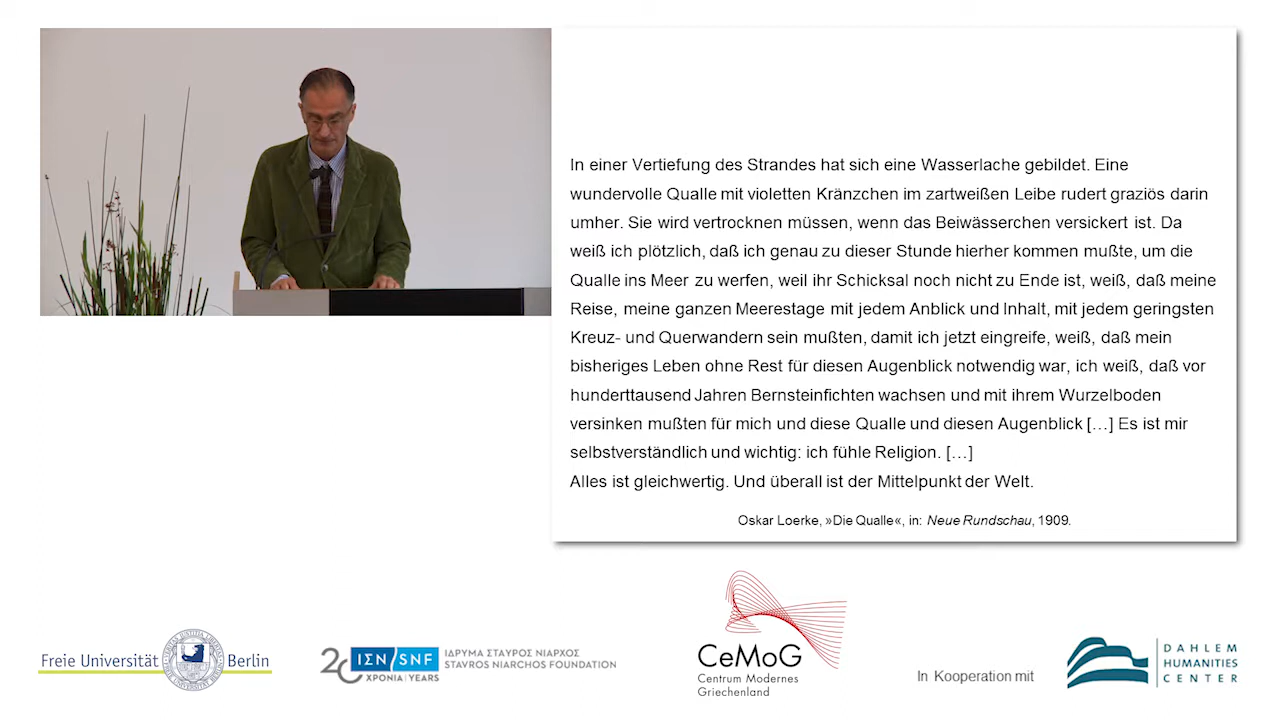 In einer Vertiefung des Strandes hat sich eine Wasserlache gebildet. Eine
wundervolle Qualle mit violetten Kränzchen im zartweißen Leibe rudert graziös darin
umher. Sie wird vertrocknen müssen, wenn das Beiwässerchen versickert ist. Da
weiß ich plötzlich, daß ich genau zu dieser Stunde hierher kommen mußte, um die
Qualle ins Meer zu werfen, weil ihr Schicksal noch nicht zu Ende ist, weiß, daß meine
Reise, meine ganzen Meerestage mit jedem Anblick und Inhalt, mit jedem geringsten
Kreuz- und Querwandern sein mußten, damit ich jetzt eingreife, weiß, daß mein
bisheriges Leben ohne Rest für diesen Augenblick notwendig war, ich weiß, daß vor
hunderttausend Jahren Bernsteinfichten wachsen und mit ihrem Wurzelboden
versinken mußten für mich und diese Qualle und diesen Augenblick […] Es ist mir
selbstverständlich und wichtig: ich fühle Religion. […]
Alles ist gleichwertig. Und überall ist der Mittelpunkt der Welt.
Oskar Loerke, »Die Qualle«, in: Neue Rundschau, 1909.
Freie Universität Berlin
20 ΙΣΝ/SNF
ΧΡΟΝΙΑ YEARS
ΙΔΡΥΜΑ ΣΤΑΥΡΟΣ ΝΙΑΡΧΟΣ
STAVROS NIARCHOS FOUNDATION
CeMoG
Centrum Modernes
Griechenland
In Kooperation mit
DAHLEM
HUMANITIES
CENTER